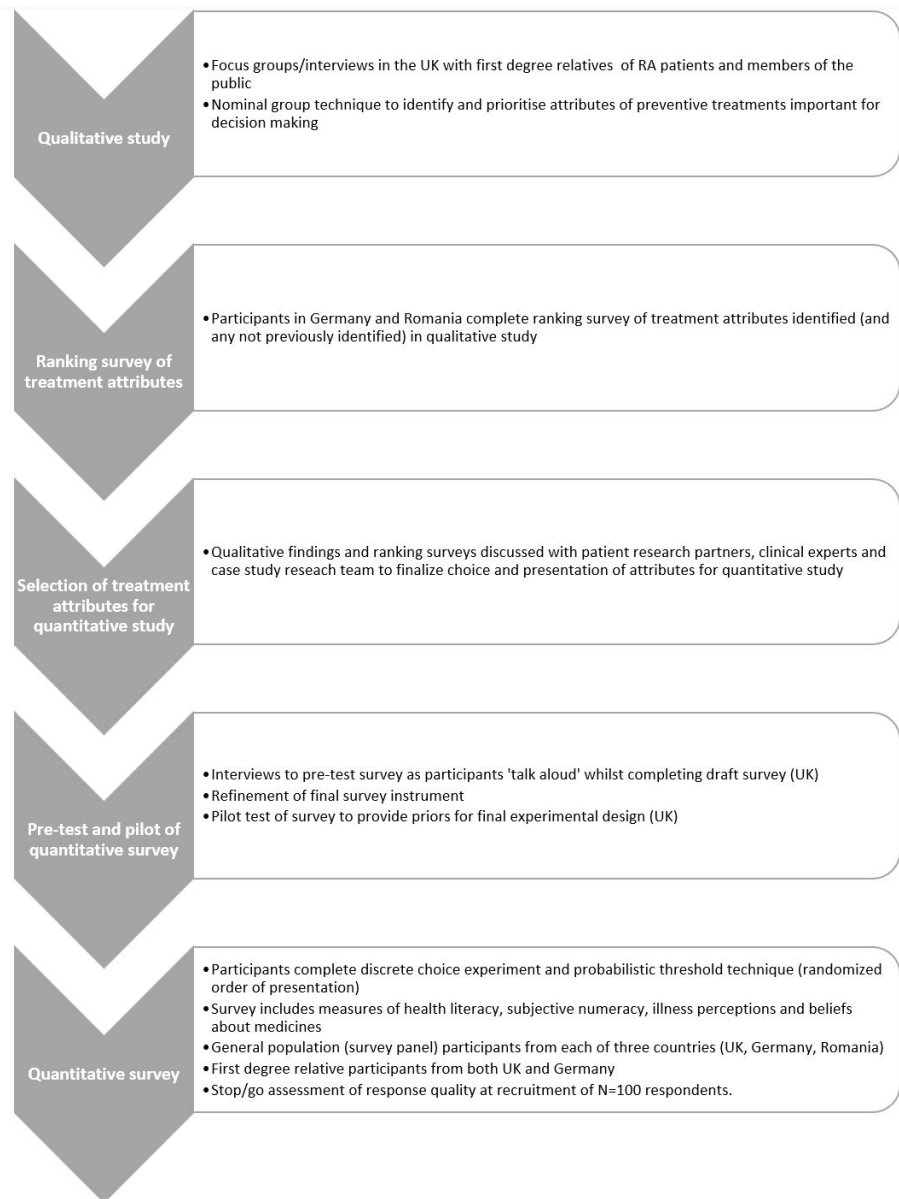 •Focus groups/interviews in the UK with first degree relatives of RA patients and members of the
public
•Nominal group technique to identify and prioritise attributes of preventive treatments important for
decision making
Qualitative study
•Participants in Germany and Romania complete ranking survey of treatment attributes identified (and
any not previously identified) in qualitative study
Ranking survey of
treatment attributes
•Qualitative findings and ranking surveys discussed with patient research partners, clinical experts and
case study reseach team to finalize choice and presentation of attributes for quantitative study
Selection of treatment
attributes for
quantitative study
•Interviews to pre-test survey as participants 'talk aloud' whilst completing draft survey (UK)
•Refinement of final survey instrument
•Pilot test of survey to provide priors for final experimental design (UK)
Pre-test and pilot of
quantitative survey
•Participants complete discrete choice experiment and probabilistic threshold technique (randomized
order of presentation)
•Survey includes measures of health literacy, subjective numeracy, illness perceptions and beliefs
about medicines
•General population (survey panel) participants from each of three countries (UK, Germany, Romania)
•First degree relative participants from both UK and Germany
•Stop/go assessment of response quality at recruitment of N=100 respondents.
Quantitative survey